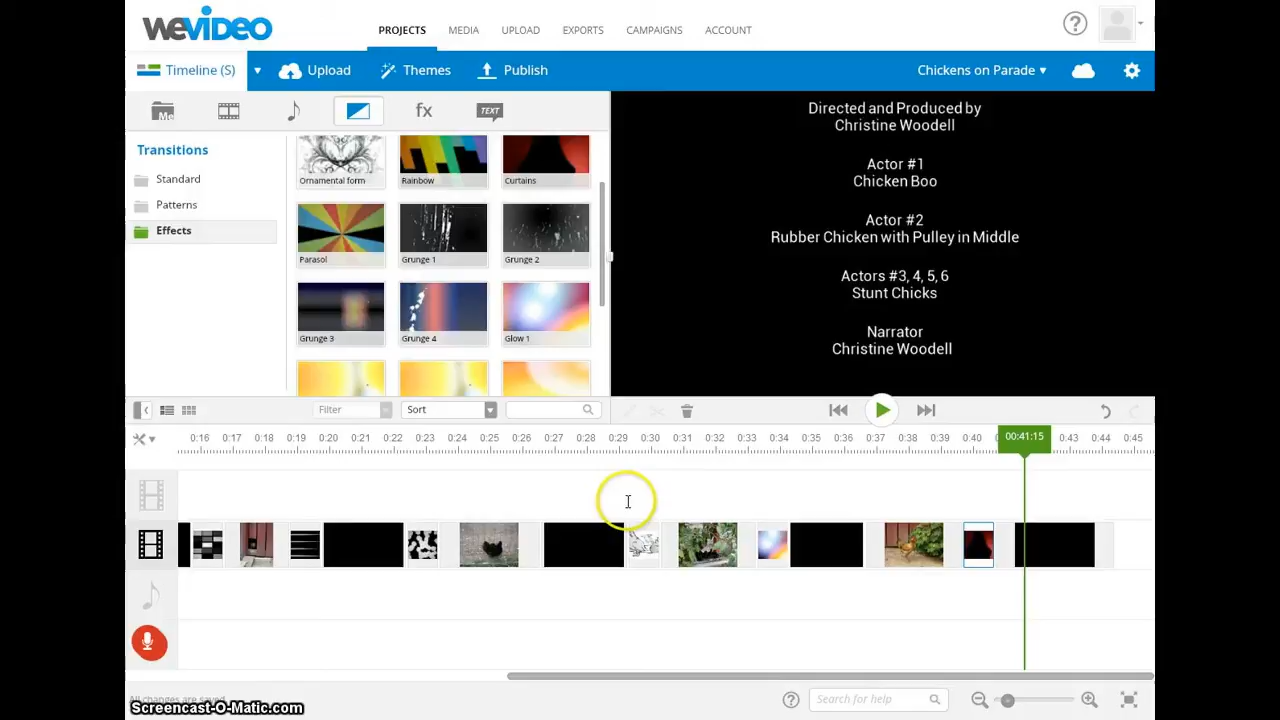 wevideo
PROJECTS MEDIA UPLOAD EXPORTS CAMPAIGNS ACCOUNT
?
Timeline (S) Upload Themes Publish Chickens on Parade
Me fx TEXT
Transitions
Standard
Patterns
Effects
Ornamental form Rainbow Curtains
Parasol Grunge 1 Grunge 2
Grunge 3 Grunge 4 Glow 1
Directed and Produced by
Christine Woodell
Actor #1
Chicken Boo
Actor #2
Rubber Chicken with Pulley in Middle
Actors #3, 4, 5, 6
Stunt Chicks
Narrator
Christine Woodell
Filter Sort
0:16 0:17 0:18 0:19 0:20 0:21 0:22 0:23 0:24 0:25 0:26 0:27 0:28 0:29 0:30 0:31 0:32 0:33 0:34 0:35 0:36 0:37 0:38 0:39 0:40 00:41:15 0:43 0:44 0:45
All changes are saved
? Search for help
Screencast-O-Matic.com